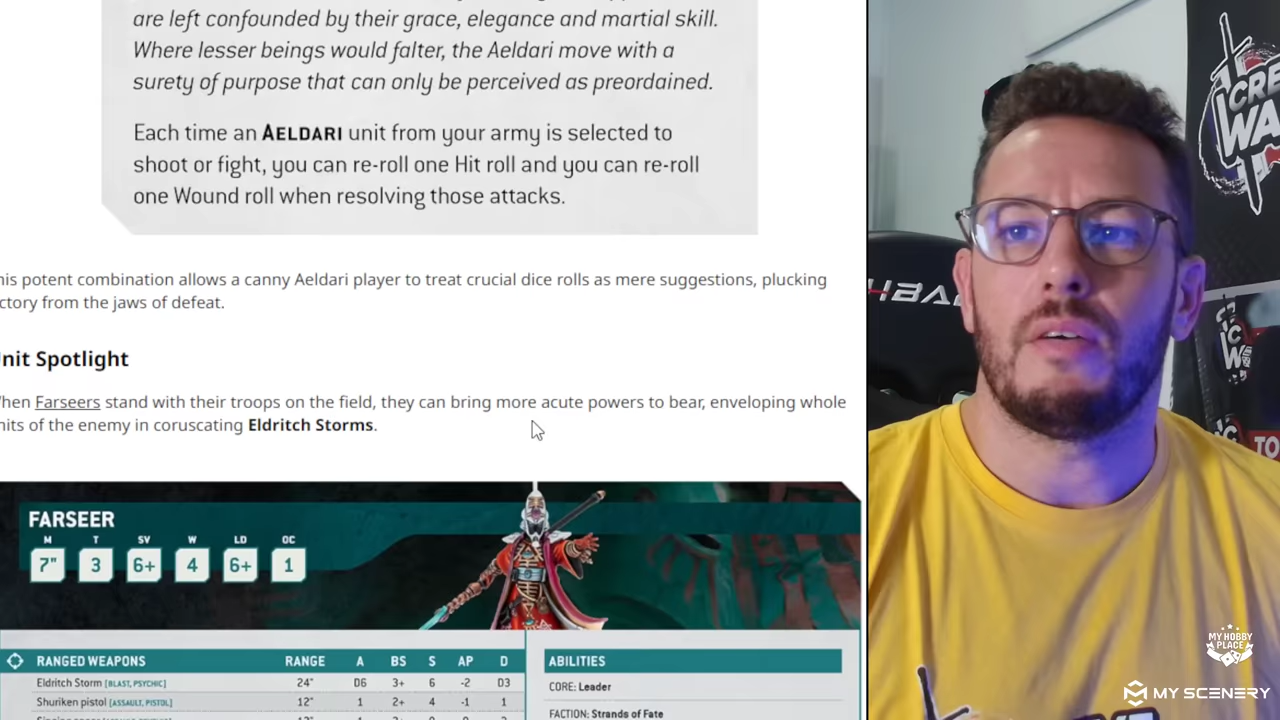 are left confounded by their grace, elegance and martial skill.
Where lesser beings would falter, the Aeldari move with a
surety of purpose that can only be perceived as preordained.
Each time an AELDARI unit from your army is selected to
shoot or fight, you can re-roll one Hit roll and you can re-roll
one Wound roll when resolving those attacks.
his potent combination allows a canny Aeldari player to treat crucial dice rolls as mere suggestions, plucking
ictory from the jaws of defeat.
nit Spotlight
hen Farseers stand with their troops on the field, they can bring more acute powers to bear, enveloping whole
nits of the enemy in coruscating Eldritch Storms.
FARSEER
M T SV W LD OC
7" 3 6+ 4 6+ 1
RANGED WEAPONS RANGE A BS S AP D
Eldritch Storm [BLAST, PSYCHIC] 24" D6 3+ 6 -2 D3
Shuriken pistol [ASSAULT, PISTOL] 12" 1 2+ 4 -1 1
ABILITIES
CORE: Leader
FACTION: Strands of Fate
CRE
WA
TO
MY HOBBY
PLACE
MY SCENERY